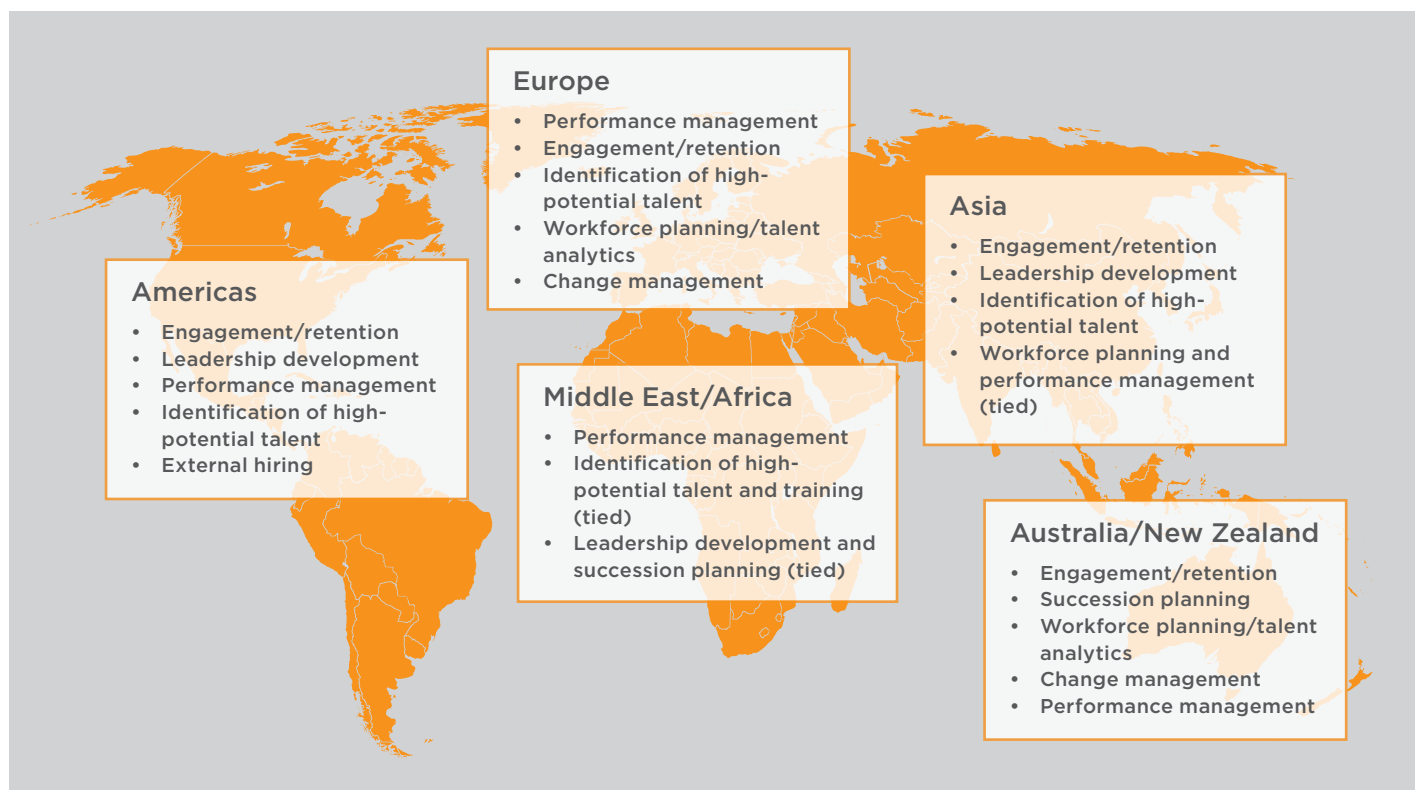 Europe
• Performance management
• Engagement/retention
• Identification of high-
potential talent
• Workforce planning/talent
analytics
• Change management
Americas
• Engagement/retention
• Leadership development
• Performance management
• Identification of high-
potential talent
• External hiring
Middle East/Africa
• Performance management
• Identification of high-
potential talent and training
(tied)
• Leadership development and
succession planning (tied)
Asia
• Engagement/retention
• Leadership development
• Identification of high-
potential talent
• Workforce planning and
performance management
(tied)
Australia/New Zealand
• Engagement/retention
• Succession planning
• Workforce planning/talent
analytics
• Change management
• Performance management